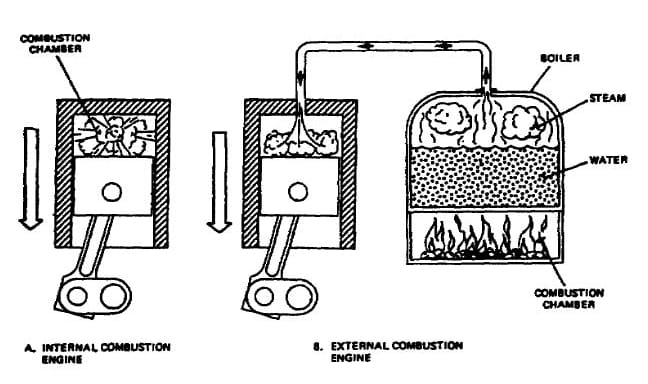 COMBUSTION
CHAMBER
BOILER
STEAM
WATER
COMBUSTION
CHAMBER
A. INTERNAL COMBUSTION
ENGINE
B. EXTERNAL COMBUSTION
ENGINE